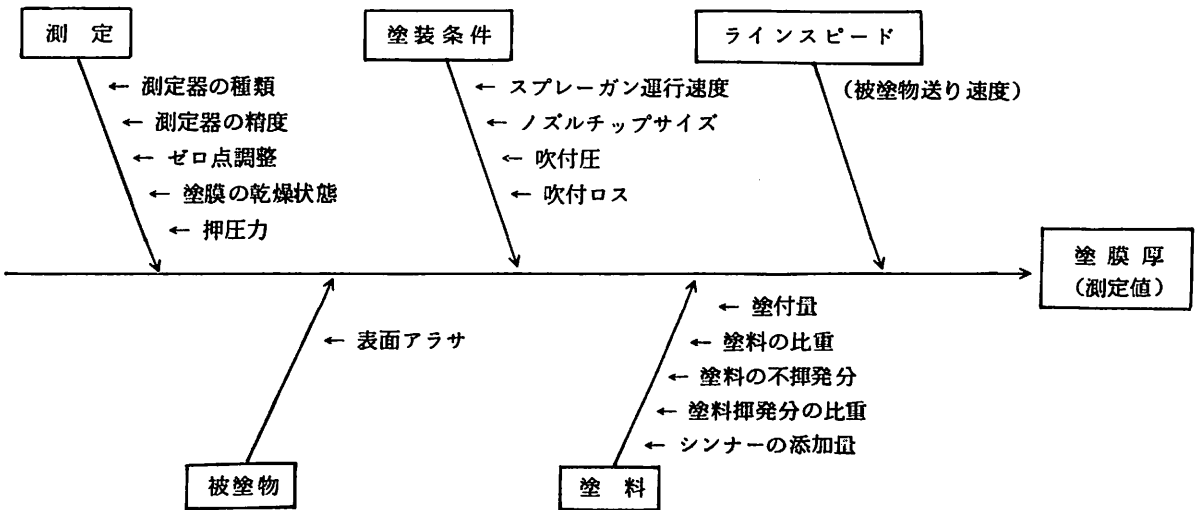 測定
測定器の種類
測定器の精度
ゼロ点調整
塗膜の乾燥状態
押圧力
塗装条件
スプレーガン運行速度
ノズルチップサイズ
吹付圧
吹付ロス
ラインスピード
(被塗物送り速度)
塗膜厚
(測定値)
表面アラサ
被塗物
塗付量
塗料の比重
塗料の不揮発分
塗料揮発分の比重
シンナーの添加量
塗料